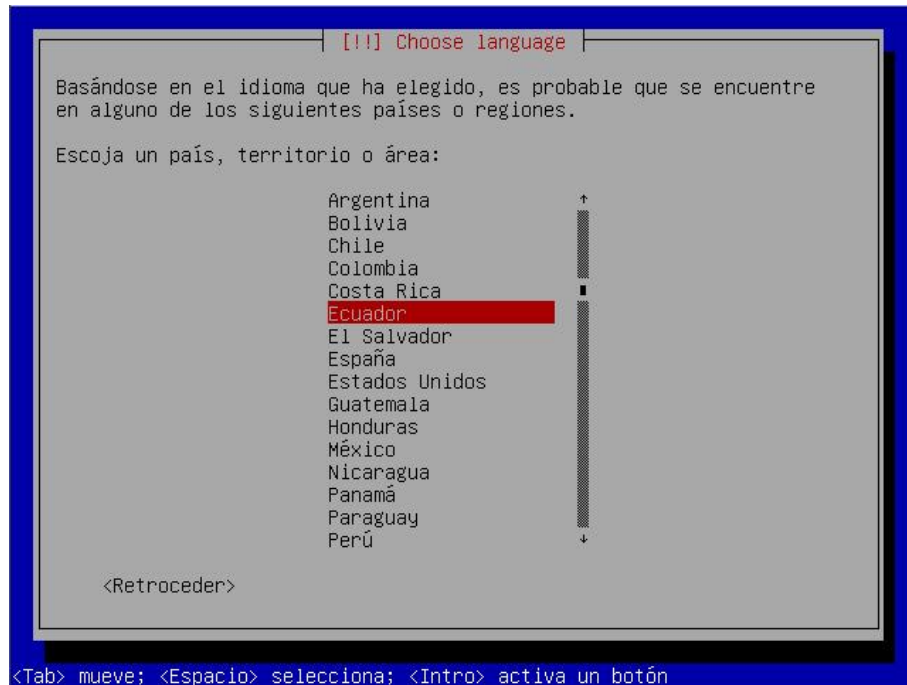 [!!] Choose language
Basándose en el idioma que ha elegido, es probable que se encuentre
en alguno de los siguientes países o regiones.
Escoja un país, territorio o área:
Argentina
Bolivia
Chile
Colombia
Costa Rica
Ecuador
El Salvador
España
Estados Unidos
Guatemala
Honduras
México
Nicaragua
Panamá
Paraguay
Perú
<Retroceder>
<Tab> mueve; <Espacio> selecciona; <Intro> activa un botón